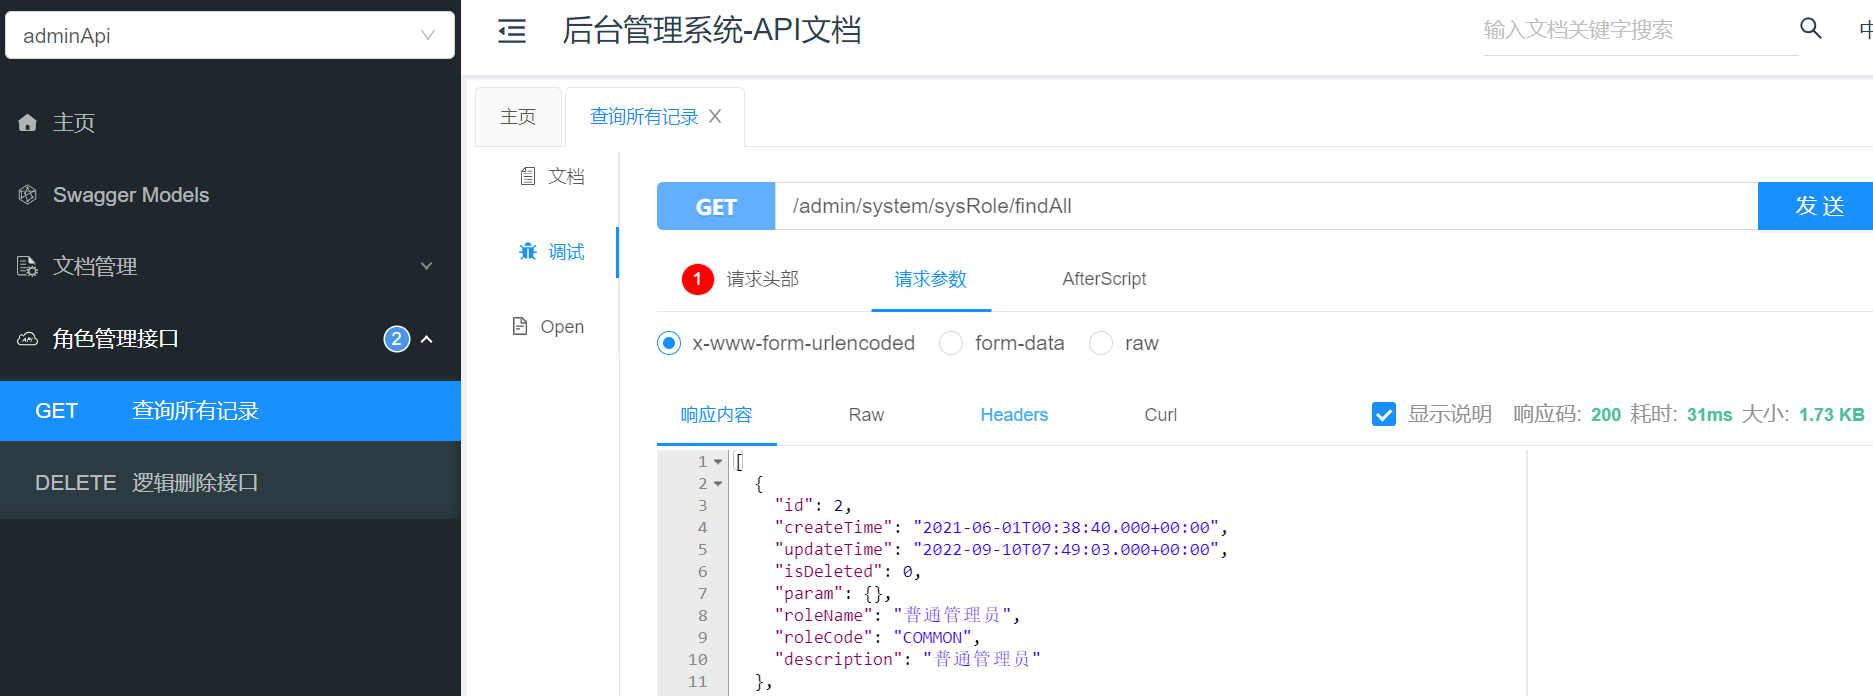 adminApi
主页
Swagger Models
文档管理
角色管理接口 2
GET 查询所有记录
DELETE 逻辑删除接口
后台管理系统-API文档
输入文档关键字搜索
中
主页
查询所有记录
文档
调试
Open
GET /admin/system/sysRole/findAll 发 送
1 请求头部 请求参数 AfterScript
x-www-form-urlencoded form-data raw
响应内容 Raw Headers Curl 显示说明 响应码: 200 耗时: 31ms 大小: 1.73 KB
1 [
2 {
3 "id": 2,
4 "createTime": "2021-06-01T00:38:40.000+00:00",
5 "updateTime": "2022-09-10T07:49:03.000+00:00",
6 "isDeleted": 0,
7 "param": {},
8 "roleName": "普通管理员",
9 "roleCode": "COMMON",
10 "description": "普通管理员"
11 },